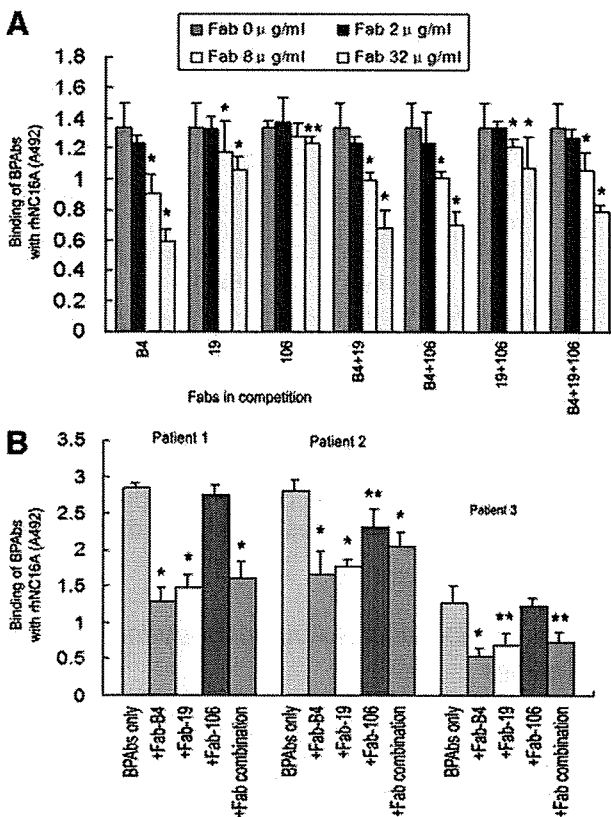 A
Fab 0 μ g/ml Fab 2 μ g/ml
Fab 8 μ g/ml Fab 32 μ g/ml
Binding of BPAbs
with rhNC16A (A492)
1.8
1.6
1.4
1.2
1
0.8
0.6
0.4
0.2
0
* * * * ** * * * * * * * *
B4
19
106
B4+19
B4+106
19+106
B4+19+106
Fabs in competition
B
Binding of BPAbs
with rhNC16A (A492)
3.5
3
2.5
2
1.5
1
0.5
0
Patient 1
Patient 2
Patient 3
* * * * * ** * * ** **
BPAbs only
+Fab-B4
+Fab-19
+Fab-106
+Fab combination
BPAbs only
+Fab-B4
+Fab-19
+Fab-106
+Fab combination
BPAbs only
+Fab-B4
+Fab-19
+Fab-106
+Fab combination